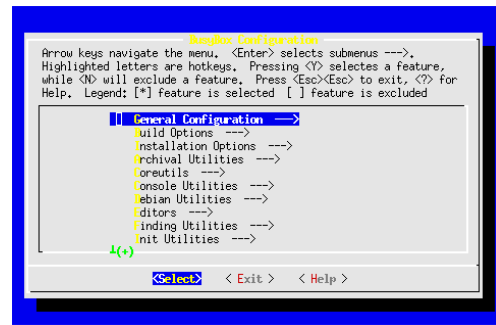 BusyBox Configuration
Arrow keys navigate the menu. <Enter> selects submenus --->.
Highlighted letters are hotkeys. Pressing <Y> selectes a feature,
while <N> will exclude a feature. Press <Esc><Esc> to exit, <?> for
Help. Legend: [*] feature is selected [ ] feature is excluded
General Configuration --->
Build Options --->
Installation Options --->
Archival Utilities --->
Coreutils --->
Console Utilities --->
Debian Utilities --->
Editors --->
Finding Utilities --->
Init Utilities --->
┴(+)
<Select> < Exit > < Help >